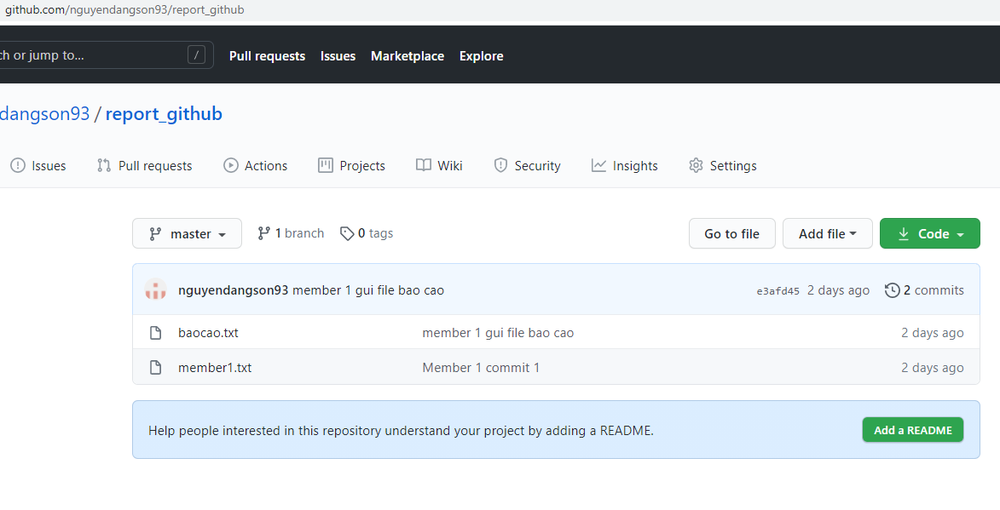 github.com/nguyendangson93/report_github
ch or jump to... /
Pull requests Issues Marketplace Explore
dangson93 / report_github
Issues Pull requests Actions Projects Wiki Security Insights Settings
master 1 branch 0 tags Go to file Add file Code
nguyendangson93 member 1 gui file bao cao e3afd45 2 days ago 2 commits
baocao.txt member 1 gui file bao cao 2 days ago
member1.txt Member 1 commit 1 2 days ago
Help people interested in this repository understand your project by adding a README. Add a README